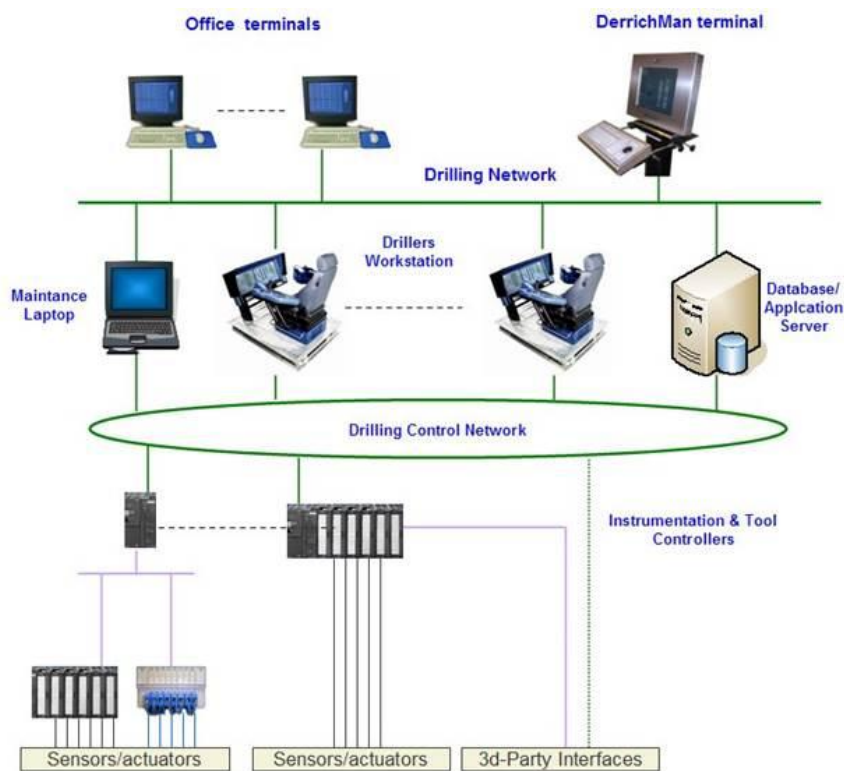 Office terminals
DerrichMan terminal
Drilling Network
Maintance
Laptop
Drillers
Workstation
Database/
Applcation
Server
Drilling Control Network
Instrumentation & Tool
Controllers
Sensors/actuators
Sensors/actuators
3d-Party Interfaces